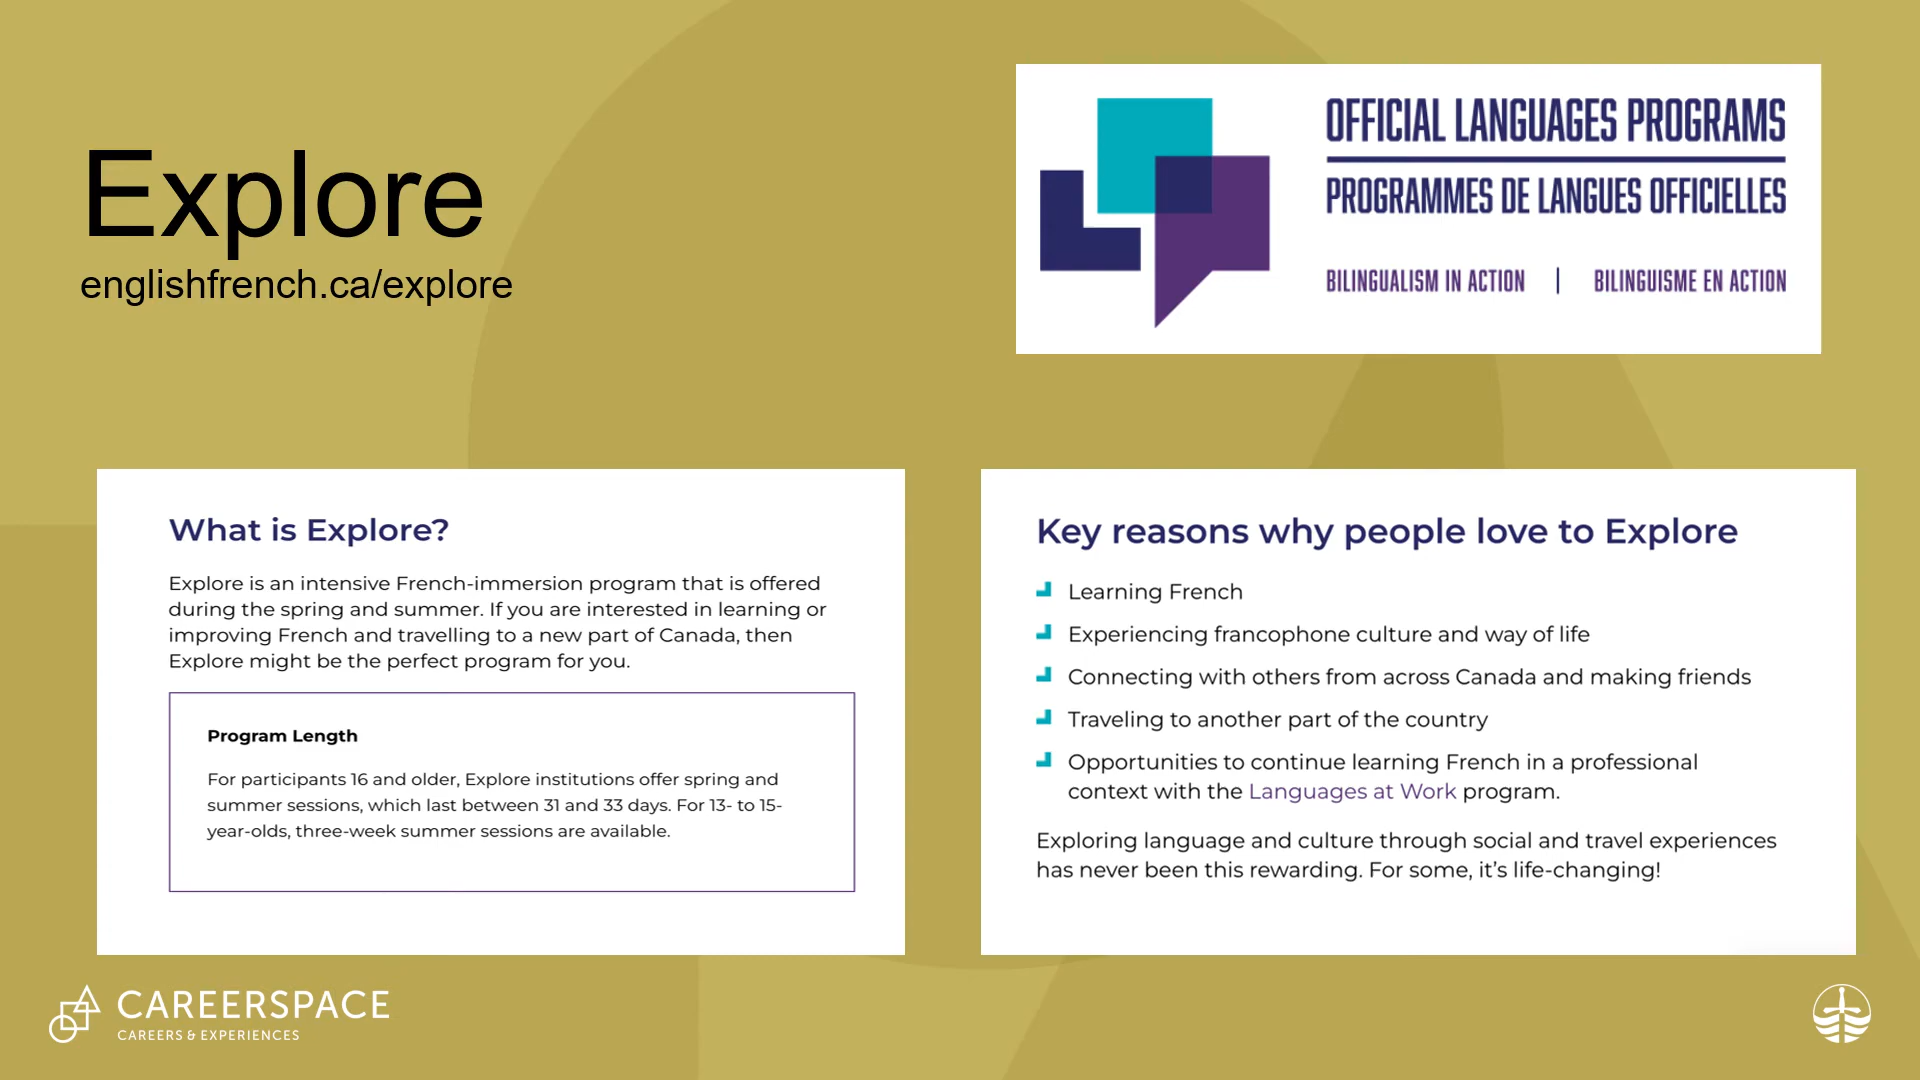 Explore
englishfrench.ca/explore
OFFICIAL LANGUAGES PROGRAMS
PROGRAMMES DE LANGUES OFFICIELLES
BILINGUALISM IN ACTION | BILINGUISME EN ACTION
What is Explore?
Explore is an intensive French-immersion program that is offered
during the spring and summer. If you are interested in learning or
improving French and travelling to a new part of Canada, then
Explore might be the perfect program for you.
Program Length
For participants 16 and older, Explore institutions offer spring and
summer sessions, which last between 31 and 33 days. For 13- to 15-
year-olds, three-week summer sessions are available.
Key reasons why people love to Explore
Learning French
Experiencing francophone culture and way of life
Connecting with others from across Canada and making friends
Traveling to another part of the country
Opportunities to continue learning French in a professional
context with the Languages at Work program.
Exploring language and culture through social and travel experiences
has never been this rewarding. For some, it’s life-changing!
CAREERSPACE
CAREERS & EXPERIENCES